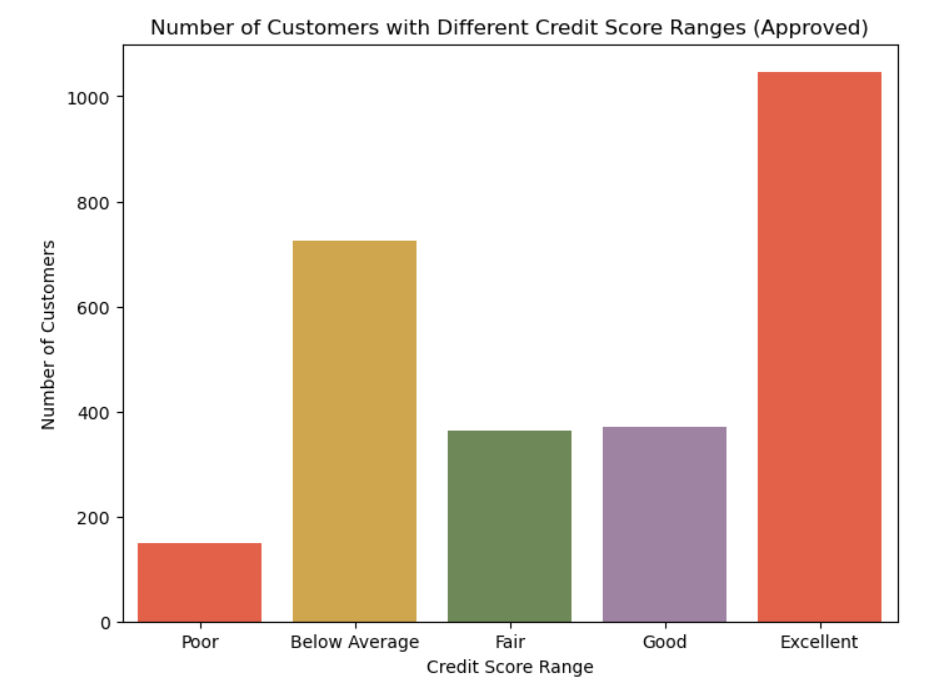 Number of Customers with Different Credit Score Ranges (Approved)
1000
800
600
400
200
0
Number of Customers
Poor Below Average Fair Good Excellent
Credit Score Range